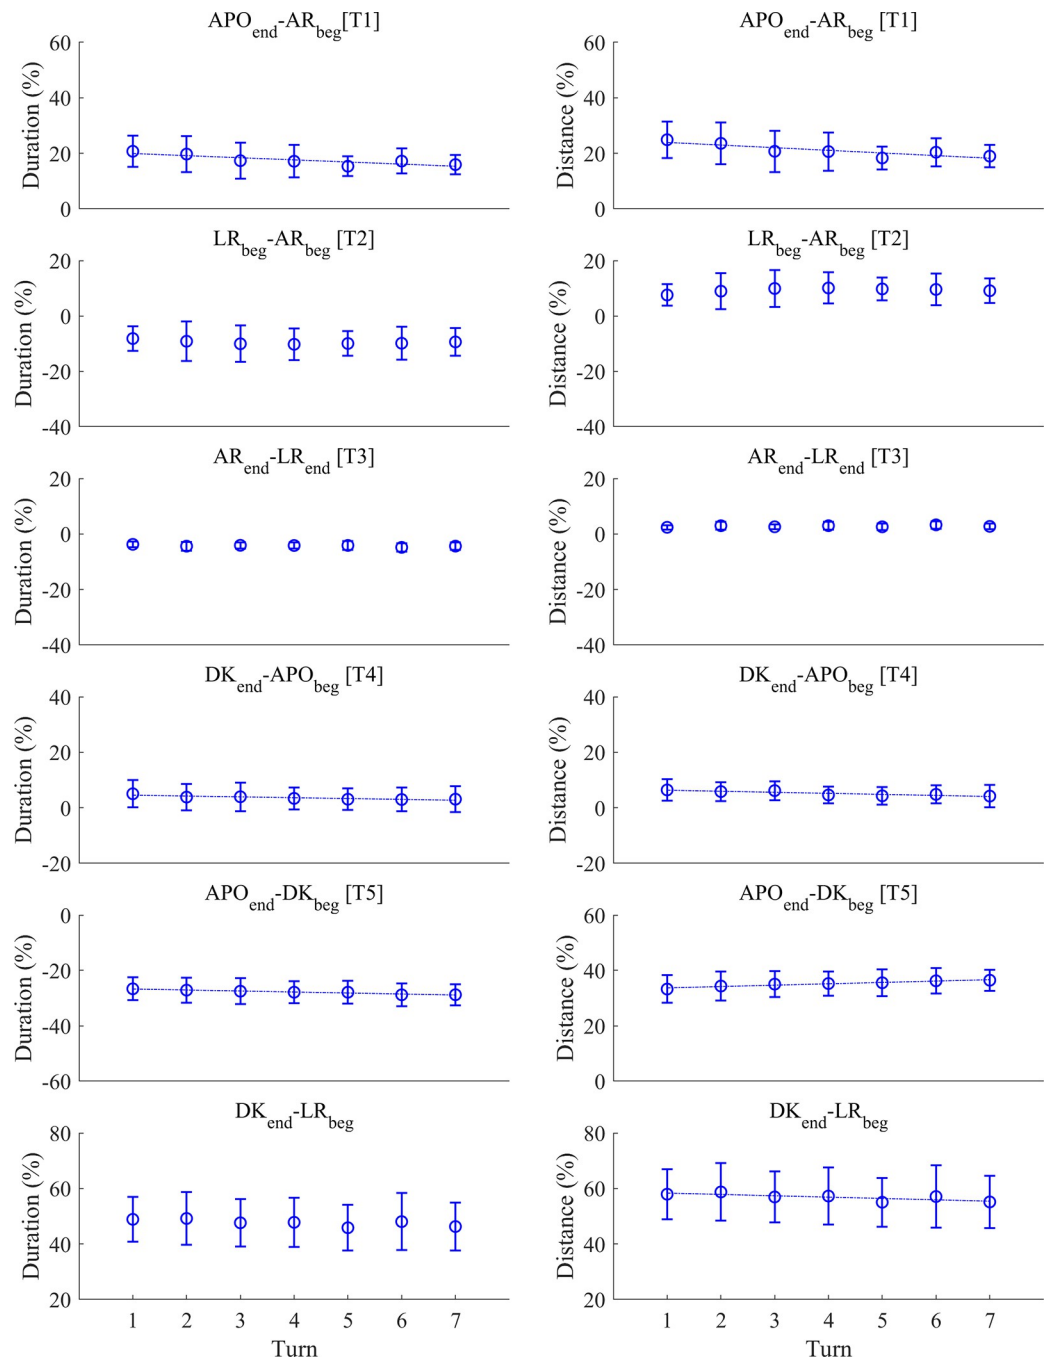 APOend-ARbeg[T1]
60
40
20
0
Duration (%)
APOend-ARbeg [T1]
60
40
20
0
Distance (%)
LRbeg-ARbeg [T2]
20
0
-20
-40
Duration (%)
LRbeg-ARbeg [T2]
20
0
-20
-40
Distance (%)
ARend-LRend [T3]
20
0
-20
-40
Duration (%)
ARend-LRend [T3]
20
0
-20
-40
Distance (%)
DKend-APObeg [T4]
40
20
0
-20
Duration (%)
DKend-APObeg [T4]
40
20
0
-20
Distance (%)
APOend-DKbeg [T5]
0
-20
-40
-60
Duration (%)
APOend-DKbeg [T5]
60
40
20
0
Distance (%)
DKend-LRbeg
80
60
40
20
Duration (%)
1 2 3 4 5 6 7
Turn
DKend-LRbeg
80
60
40
20
Distance (%)
1 2 3 4 5 6 7
Turn